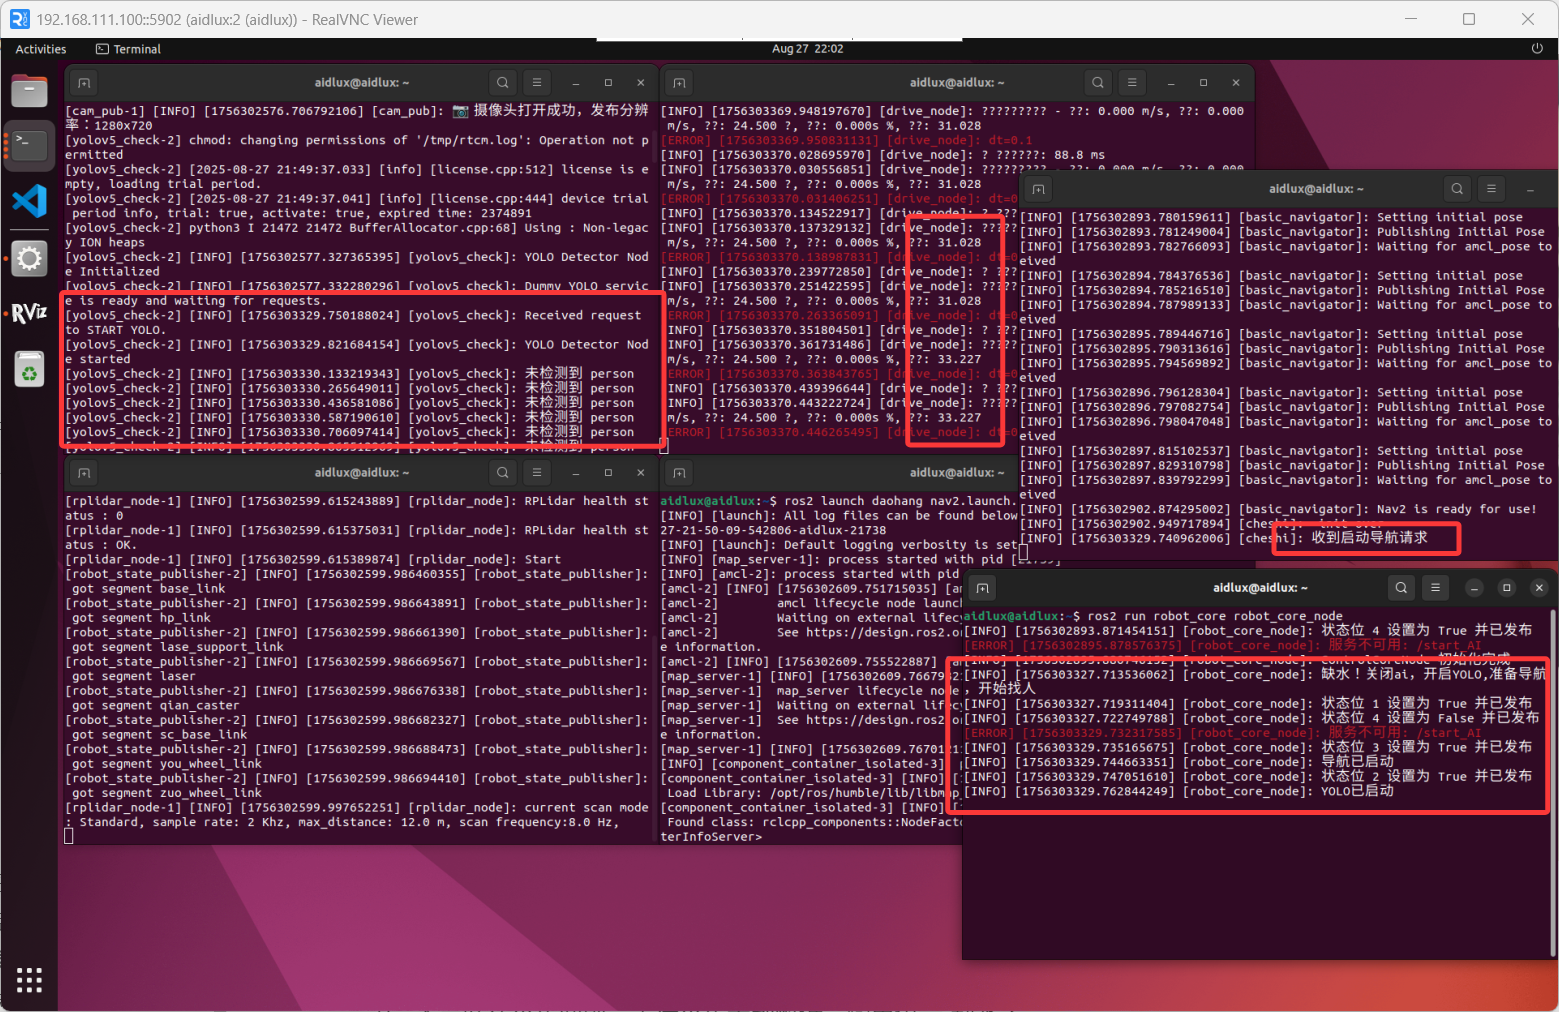 192.168.111.100::5902 (aidlux:2 (aidlux)) - RealVNC Viewer
Activities
Terminal
Aug 27 22:02
aidlux@aidlux: ~
[cam_pub-1] [INFO] [1756302576.706792106] [cam_pub]: 📷 摄像头打开成功，发布分辨
率：1280x720
[yolov5_check-2] chmod: changing permissions of '/tmp/rtcm.log': Operation not p
ermitted
[yolov5_check-2] [2025-08-27 21:49:37.033] [info] [license.cpp:512] license is e
mpty, loading trial period.
[yolov5_check-2] [2025-08-27 21:49:37.041] [info] [license.cpp:444] device trial
period info, trial: true, activate: true, expired time: 2374891
[yolov5_check-2] python3 I 21472 21472 BufferAllocator.cpp:68] Using : Non-legac
y ION heaps
[yolov5_check-2] [INFO] [1756302577.327365395] [yolov5_check]: YOLO Detector Nod
e Initialized
[yolov5_check-2] [INFO] [1756302577.332280296] [yolov5_check]: Dummy YOLO servic
e is ready and waiting for requests.
[yolov5_check-2] [INFO] [1756303329.750188024] [yolov5_check]: Received request
to START YOLO.
[yolov5_check-2] [INFO] [1756303329.821684154] [yolov5_check]: YOLO Detector Nod
e started
[yolov5_check-2] [INFO] [1756303330.133219343] [yolov5_check]: 未检测到 person
[yolov5_check-2] [INFO] [1756303330.265649011] [yolov5_check]: 未检测到 person
[yolov5_check-2] [INFO] [1756303330.436581086] [yolov5_check]: 未检测到 person
[yolov5_check-2] [INFO] [1756303330.587190610] [yolov5_check]: 未检测到 person
[yolov5_check-2] [INFO] [1756303330.706097414] [yolov5_check]: 未检测到 person
aidlux@aidlux: ~
[INFO] [1756303369.948197670] [drive_node]: ????????? - ??: 0.000 m/s, ??: 0.000
m/s, ??: 24.500 ?, ??: 0.000s %, ??: 31.028
[ERROR] [1756303369.950831131] [drive_node]: dt=0.1
[INFO] [1756303370.028695970] [drive_node]: ? ??????: 88.8 ms
[INFO] [1756303370.030556851] [drive_node]: ????????? - ??: 0.000 m/s, ??: 0.000
m/s, ??: 24.500 ?, ??: 0.000s %, ??: 31.028
[ERROR] [1756303370.031406251] [drive_node]: dt=0
[INFO] [1756303370.134522917] [drive_node]: ? ???
[INFO] [1756303370.137329132] [drive_node]: ?????
m/s, ??: 24.500 ?, ??: 0.000s %, ??: 31.028
[ERROR] [1756303370.138987831] [drive_node]: dt=0
[INFO] [1756303370.239772850] [drive_node]: ? ???
[INFO] [1756303370.251422595] [drive_node]: ?????
m/s, ??: 24.500 ?, ??: 0.000s %, ??: 31.028
[ERROR] [1756303370.263365091] [drive_node]: dt=0
[INFO] [1756303370.351804501] [drive_node]: ? ???
[INFO] [1756303370.361731486] [drive_node]: ?????
m/s, ??: 24.500 ?, ??: 0.000s %, ??: 33.227
[ERROR] [1756303370.363843765] [drive_node]: dt=0
[INFO] [1756303370.439396644] [drive_node]: ? ???
[INFO] [1756303370.443222724] [drive_node]: ?????
m/s, ??: 24.500 ?, ??: 0.000s %, ??: 33.227
[ERROR] [1756303370.446265495] [drive_node]: dt=0
aidlux@aidlux: ~
[INFO] [1756302893.780159611] [basic_navigator]: Setting initial pose
[INFO] [1756302893.781249004] [basic_navigator]: Publishing Initial Pose
[INFO] [1756302893.782766093] [basic_navigator]: Waiting for amcl_pose to
eived
[INFO] [1756302894.784376536] [basic_navigator]: Setting initial pose
[INFO] [1756302894.785216510] [basic_navigator]: Publishing Initial Pose
[INFO] [1756302894.787989133] [basic_navigator]: Waiting for amcl_pose to
eived
[INFO] [1756302895.789446716] [basic_navigator]: Setting initial pose
[INFO] [1756302895.790313616] [basic_navigator]: Publishing Initial Pose
[INFO] [1756302895.794569892] [basic_navigator]: Waiting for amcl_pose to
eived
[INFO] [1756302896.796128304] [basic_navigator]: Setting initial pose
[INFO] [1756302896.797082754] [basic_navigator]: Publishing Initial Pose
[INFO] [1756302896.798047048] [basic_navigator]: Waiting for amcl_pose to
eived
[INFO] [1756302897.815102537] [basic_navigator]: Setting initial pose
[INFO] [1756302897.829310798] [basic_navigator]: Publishing Initial Pose
[INFO] [1756302897.839792299] [basic_navigator]: Waiting for amcl_pose to
eived
[INFO] [1756302902.874295002] [basic_navigator]: Nav2 is ready for use!
[INFO] [1756302902.949717894] [cheshi]: init over
[INFO] [1756303329.740962006] [cheshi]: 收到启动导航请求
RViz
aidlux@aidlux: ~
[rplidar_node-1] [INFO] [1756302599.615243889] [rplidar_node]: RPLidar health st
atus : 0
[rplidar_node-1] [INFO] [1756302599.615375031] [rplidar_node]: RPLidar health st
atus : OK.
[rplidar_node-1] [INFO] [1756302599.615389874] [rplidar_node]: Start
[robot_state_publisher-2] [INFO] [1756302599.986460355] [robot_state_publisher]:
got segment base_link
[robot_state_publisher-2] [INFO] [1756302599.986643891] [robot_state_publisher]:
got segment hp_link
[robot_state_publisher-2] [INFO] [1756302599.986661390] [robot_state_publisher]:
got segment lase_support_link
[robot_state_publisher-2] [INFO] [1756302599.986669567] [robot_state_publisher]:
got segment laser
[robot_state_publisher-2] [INFO] [1756302599.986676338] [robot_state_publisher]:
got segment qian_caster
[robot_state_publisher-2] [INFO] [1756302599.986682327] [robot_state_publisher]:
got segment sc_base_link
[robot_state_publisher-2] [INFO] [1756302599.986688473] [robot_state_publisher]:
got segment you_wheel_link
[robot_state_publisher-2] [INFO] [1756302599.986694410] [robot_state_publisher]:
got segment zuo_wheel_link
[rplidar_node-1] [INFO] [1756302599.997652251] [rplidar_node]: current scan mode
: Standard, sample rate: 2 Khz, max_distance: 12.0 m, scan frequency:8.0 Hz,
aidlux@aidlux: ~
aidlux@aidlux:~$ ros2 launch daohang nav2.launch.
[INFO] [launch]: All log files can be found below
27-21-50-09-542806-aidlux-21738
[INFO] [launch]: Default logging verbosity is set
[INFO] [map_server-1]: process started with pid [21739]
[INFO] [amcl-2]: process started with pid
[amcl-2] [INFO] [1756302609.751715035] [am
[amcl-2] amcl lifecycle node launch
[amcl-2] Waiting on external lifec
[amcl-2] See https://design.ros2.o
e information.
[amcl-2] [INFO] [1756302609.755522887]
[map_server-1] [INFO]
[map_server-1] map_server lifecycle node
[map_server-1] Waiting on external lifec
[map_server-1] See https://design.ros2.o
e information.
[map_server-1] [INFO]
[INFO] [component_container_isolated-3]
[component_container_isolated-3] [INFO]
Load Library: /opt/ros/humble/lib/libmap
[component_container_isolated-3] [INFO]
Found class: rclcpp_components::NodeFacto
terInfoServer>
aidlux@aidlux: ~
aidlux@aidlux:~$ ros2 run robot_core robot_core_node
[INFO] [1756302893.871454151] [robot_core_node]: 状态位 4 设置为 True 并已发布
[ERROR] [1756302895.878576375] [robot_core_node]: 服务不可用: /start_AI
[INFO] [robot_core_node]: ControlCoreNode 初始化完成
[INFO] [1756303327.713536062] [robot_core_node]: 缺水！关闭ai，开启YOLO,准备导航
，开始找人
[INFO] [1756303327.719311404] [robot_core_node]: 状态位 1 设置为 True 并已发布
[INFO] [1756303327.722749788] [robot_core_node]: 状态位 4 设置为 False 并已发布
[ERROR] [1756303329.732317585] [robot_core_node]: 服务不可用: /start_AI
[INFO] [1756303329.735165675] [robot_core_node]: 状态位 3 设置为 True 并已发布
[INFO] [1756303329.744663351] [robot_core_node]: 导航已启动
[INFO] [1756303329.747051610] [robot_core_node]: 状态位 2 设置为 True 并已发布
[INFO] [1756303329.762844249] [robot_core_node]: YOLO已启动